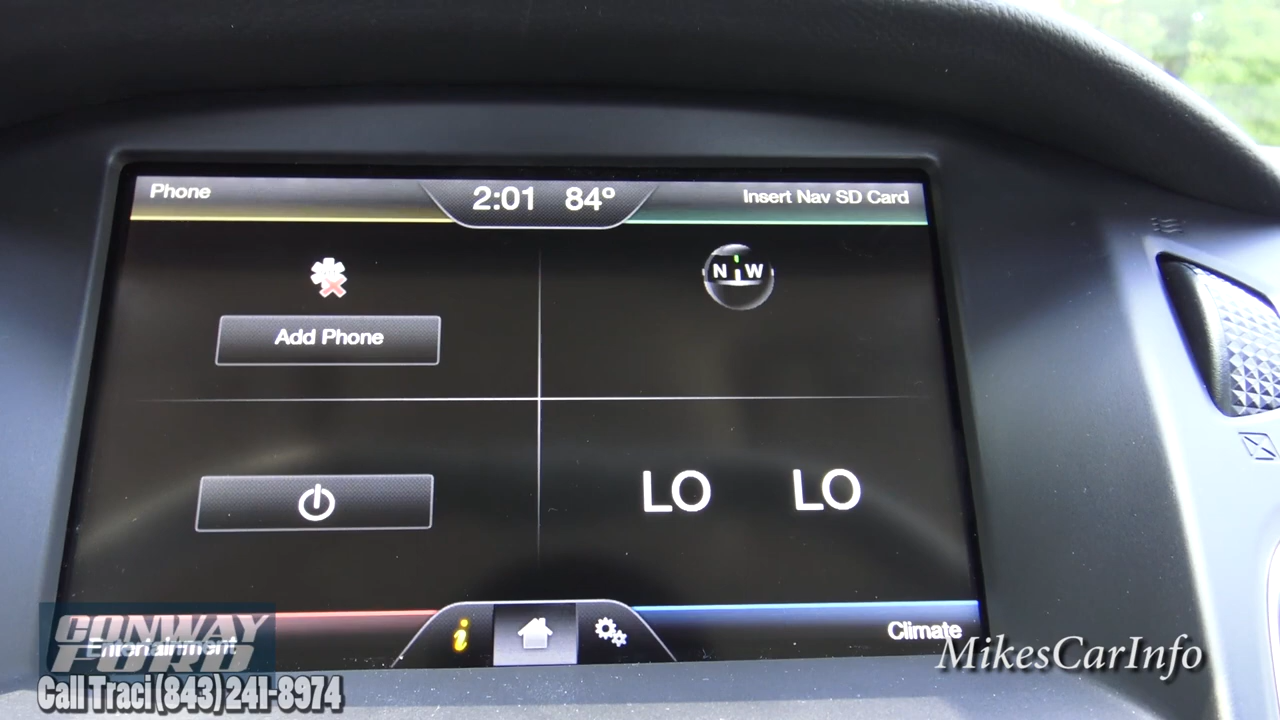 Phone
2:01 84º
Insert Nav SD Card
N W
Add Phone
LO LO
Entertainment
Climate
CONWAY
FORD
Call Traci (843) 241-8974
MikesCarInfo